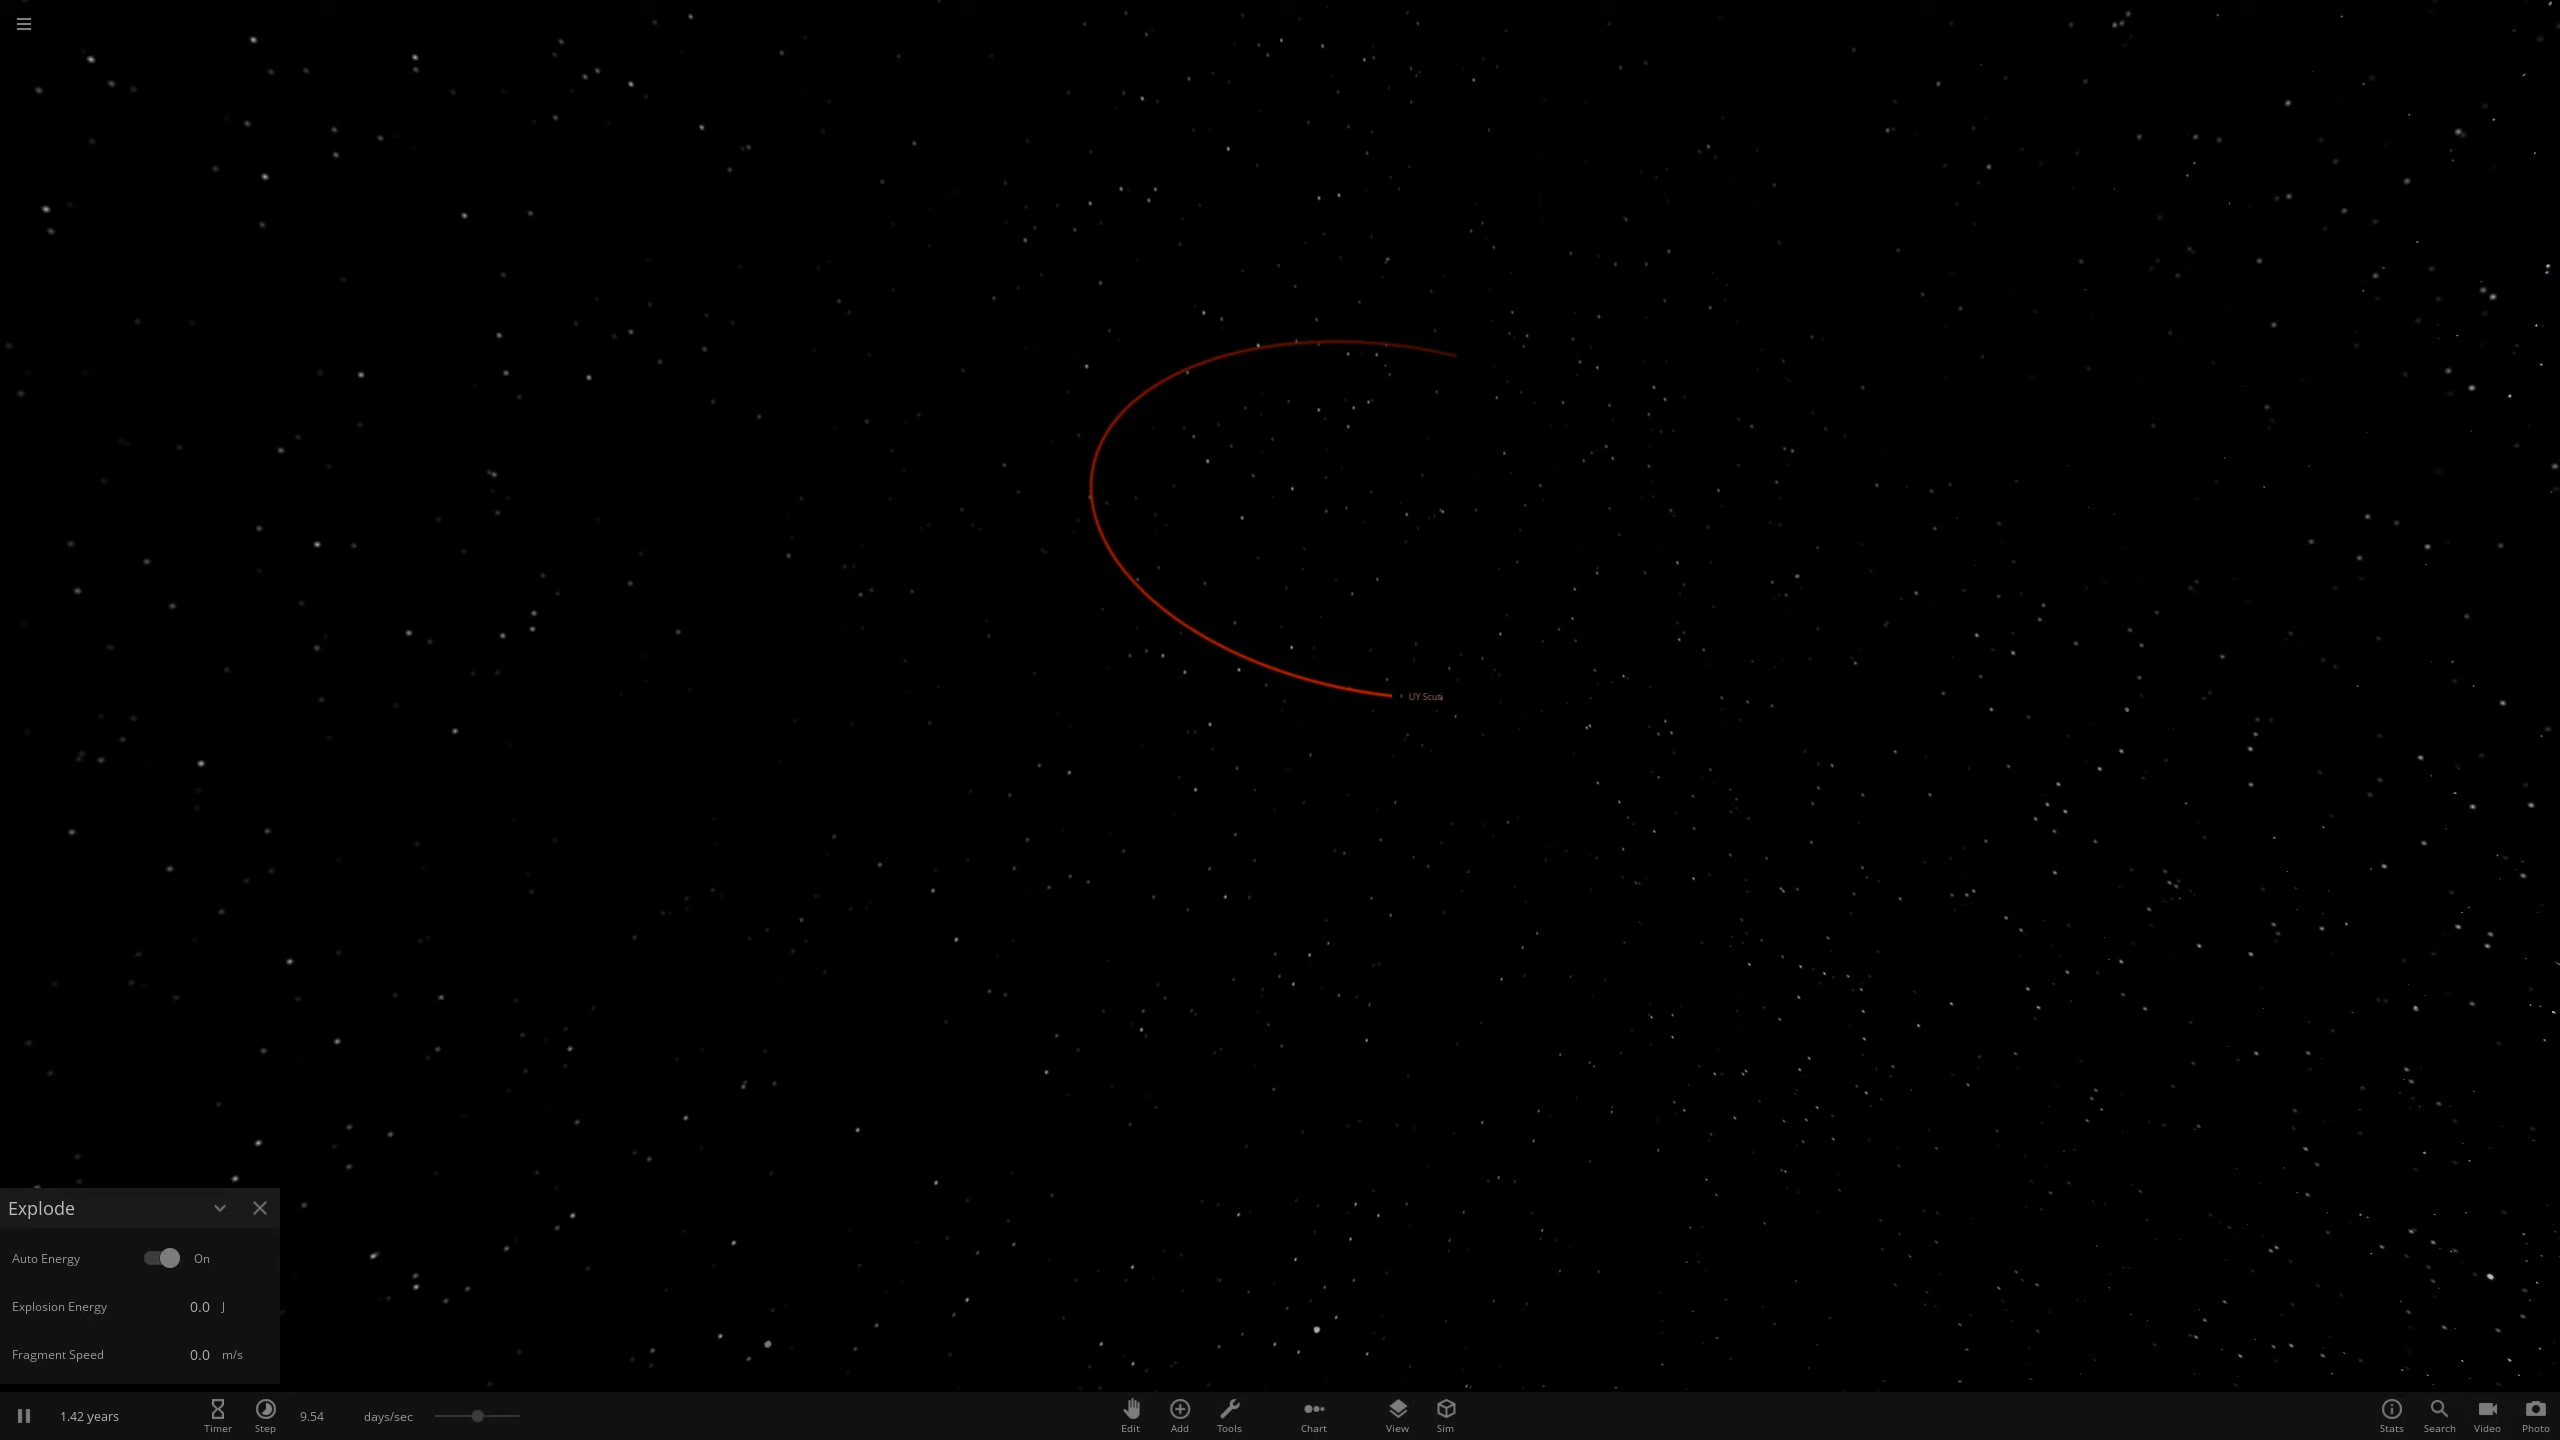 UY Scuti
Explode
Auto Energy On
Explosion Energy 0.0 J
Fragment Speed 0.0 m/s
1.42 years Timer Step 9.54 days/sec Edit Add Tools Chart View Sim Stats Search Video Photo